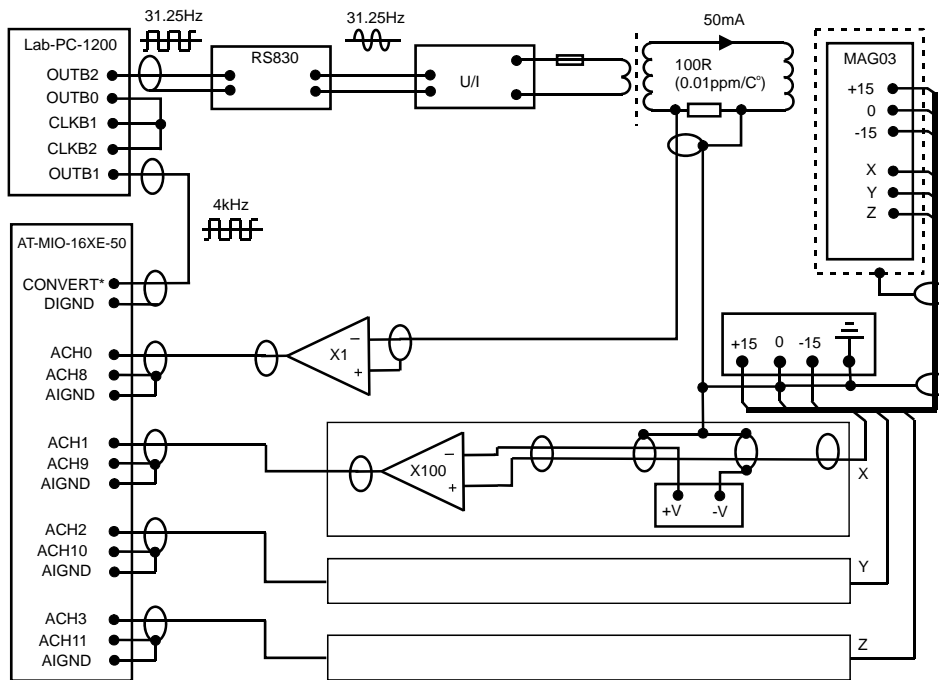 31.25Hz
31.25Hz
50mA
Lab-PC-1200
OUTB2
OUTB0
CLKB1
CLKB2
OUTB1
RS830
U/I
100R
(0.01ppm/C°)
MAG03
+15
0
-15
X
Y
Z
4kHz
AT-MIO-16XE-50
CONVERT*
DIGND
ACH0
ACH8
AIGND
−
X1
+
+15 0 -15
ACH1
ACH9
AIGND
−
X100
+
+V -V
X
ACH2
ACH10
AIGND
Y
ACH3
ACH11
AIGND
Z